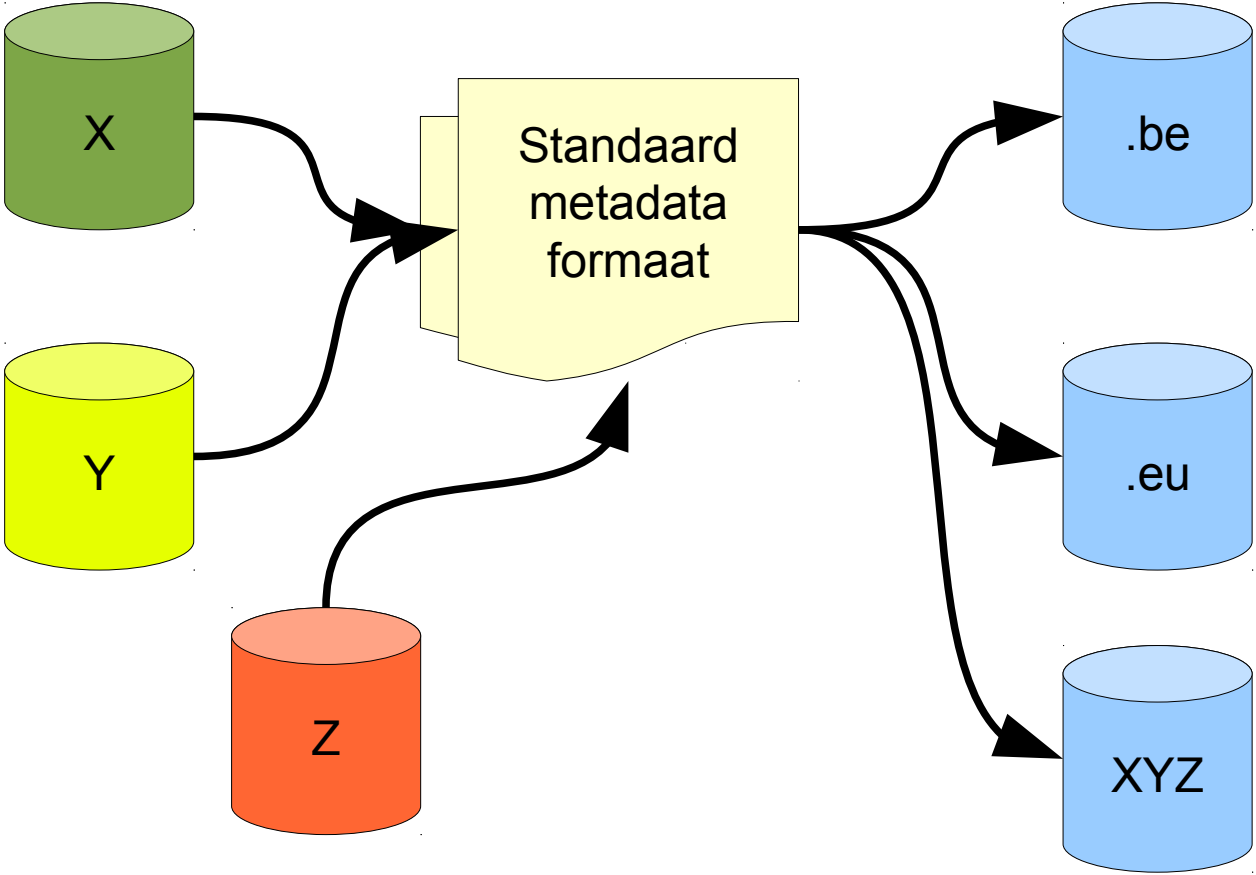 X
Standaard
metadata
formaat
.be
Y
.eu
Z
XYZ